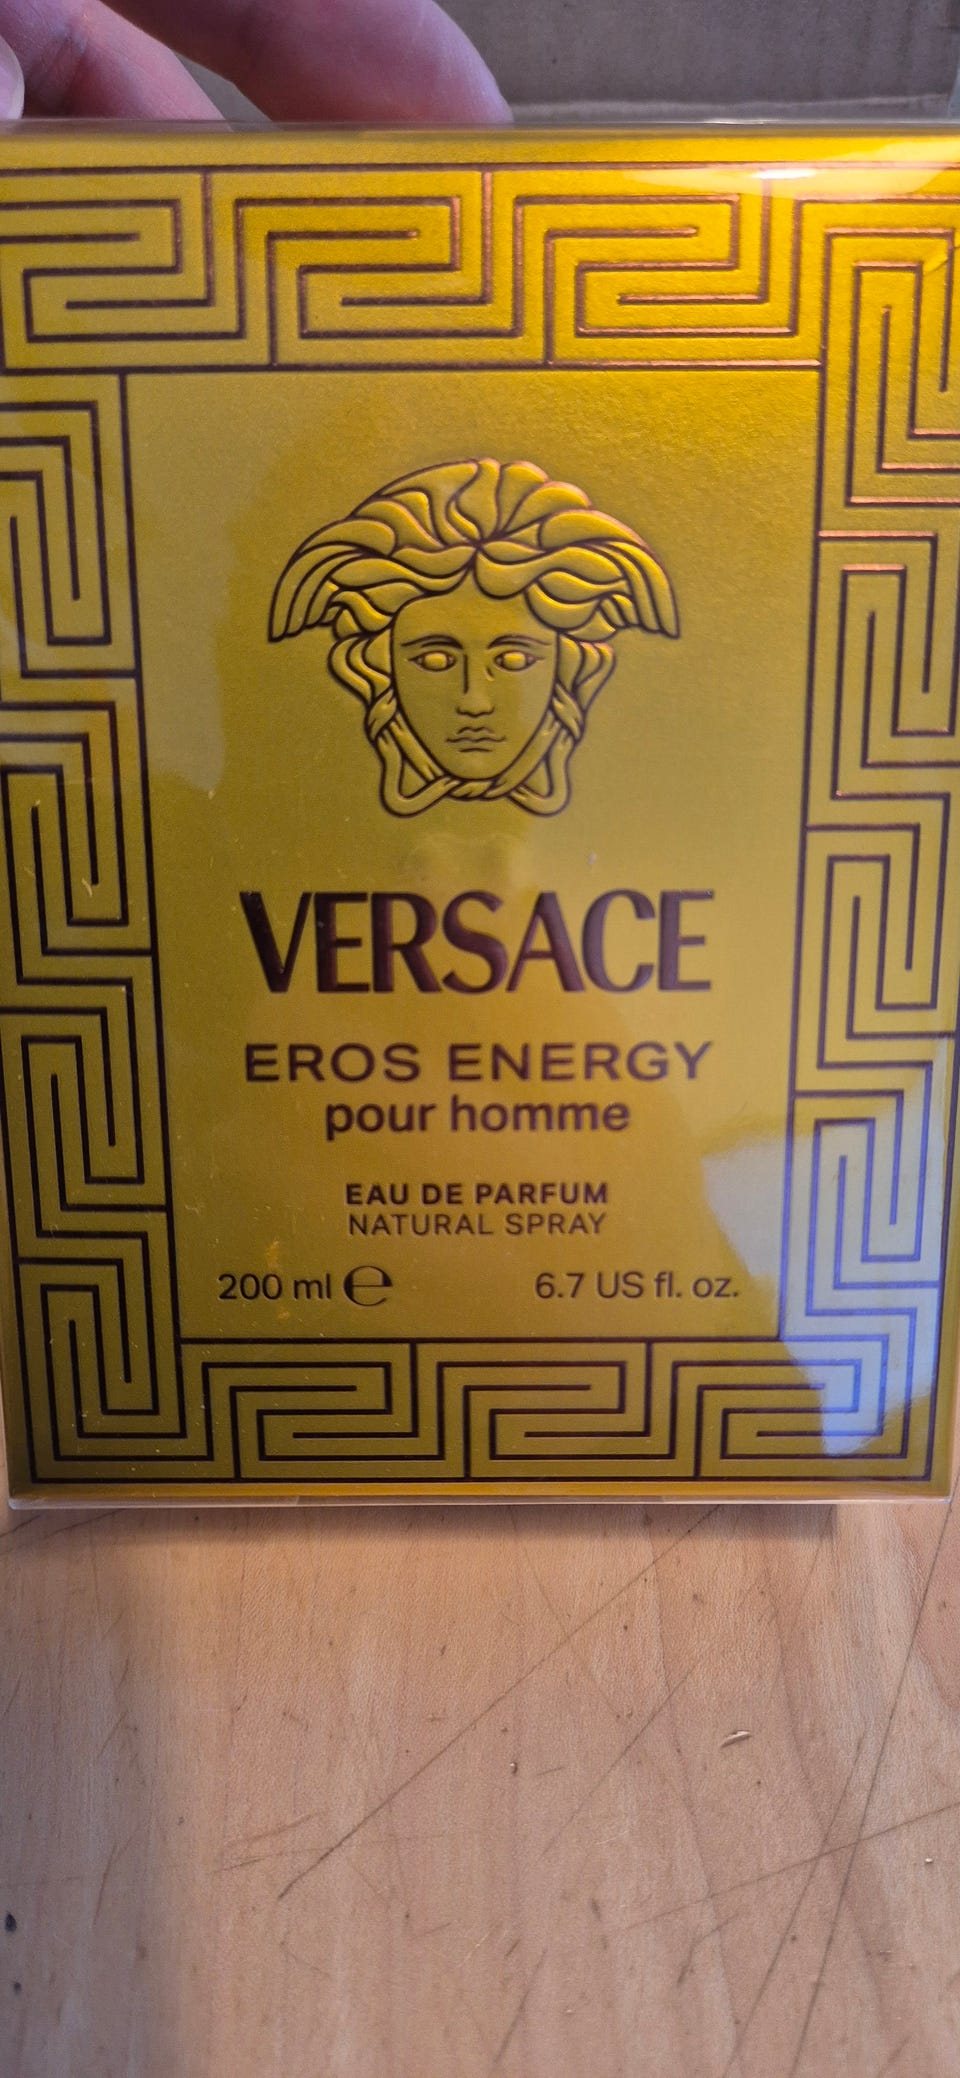 VERSACE
EROS ENERGY
pour homme
EAU DE PARFUM
NATURAL SPRAY
200 ml ℮ 6.7 US fl. oz.